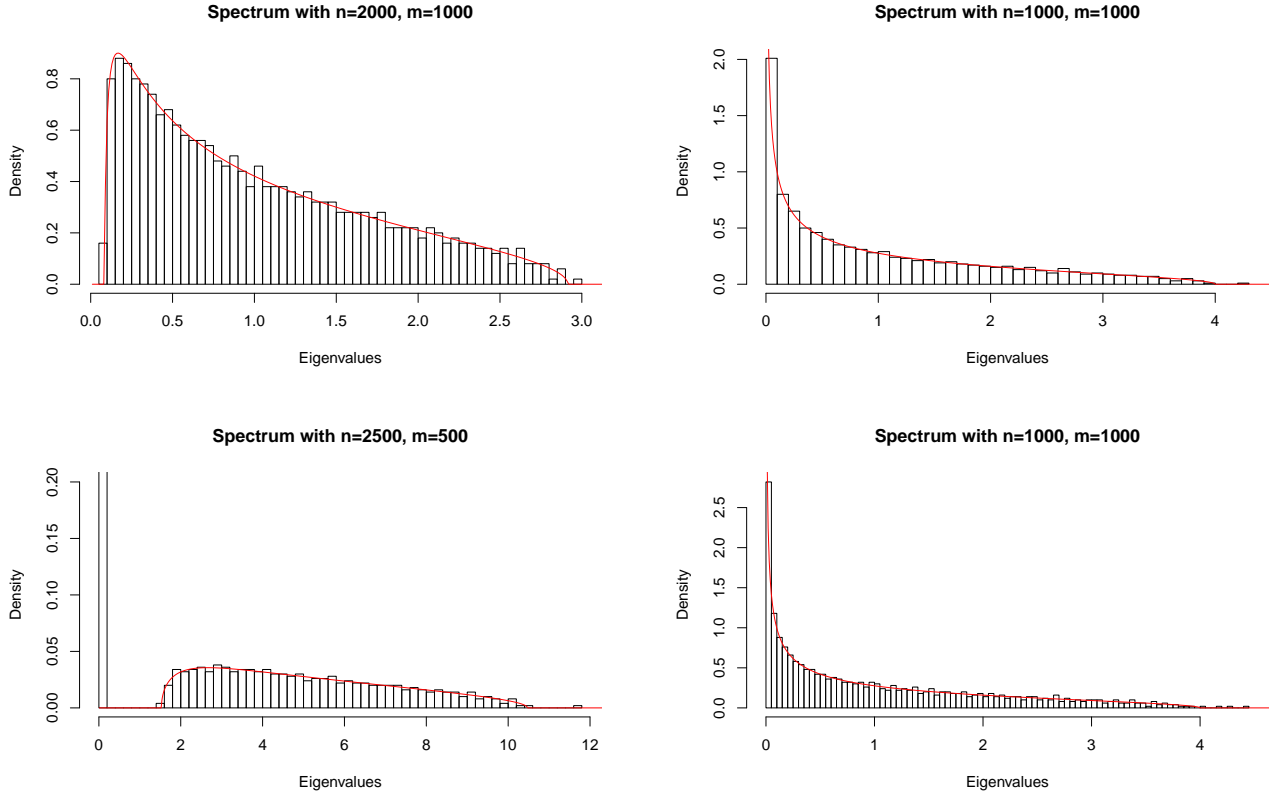 Spectrum with n=2000, m=1000
Density
0.0 0.2 0.4 0.6 0.8
0.0 0.5 1.0 1.5 2.0 2.5 3.0
Eigenvalues
Spectrum with n=1000, m=1000
Density
0.0 0.5 1.0 1.5 2.0
0 1 2 3 4
Eigenvalues
Spectrum with n=2500, m=500
Density
0.00 0.05 0.10 0.15 0.20
0 2 4 6 8 10 12
Eigenvalues
Spectrum with n=1000, m=1000
Density
0.0 0.5 1.0 1.5 2.0 2.5
0 1 2 3 4
Eigenvalues